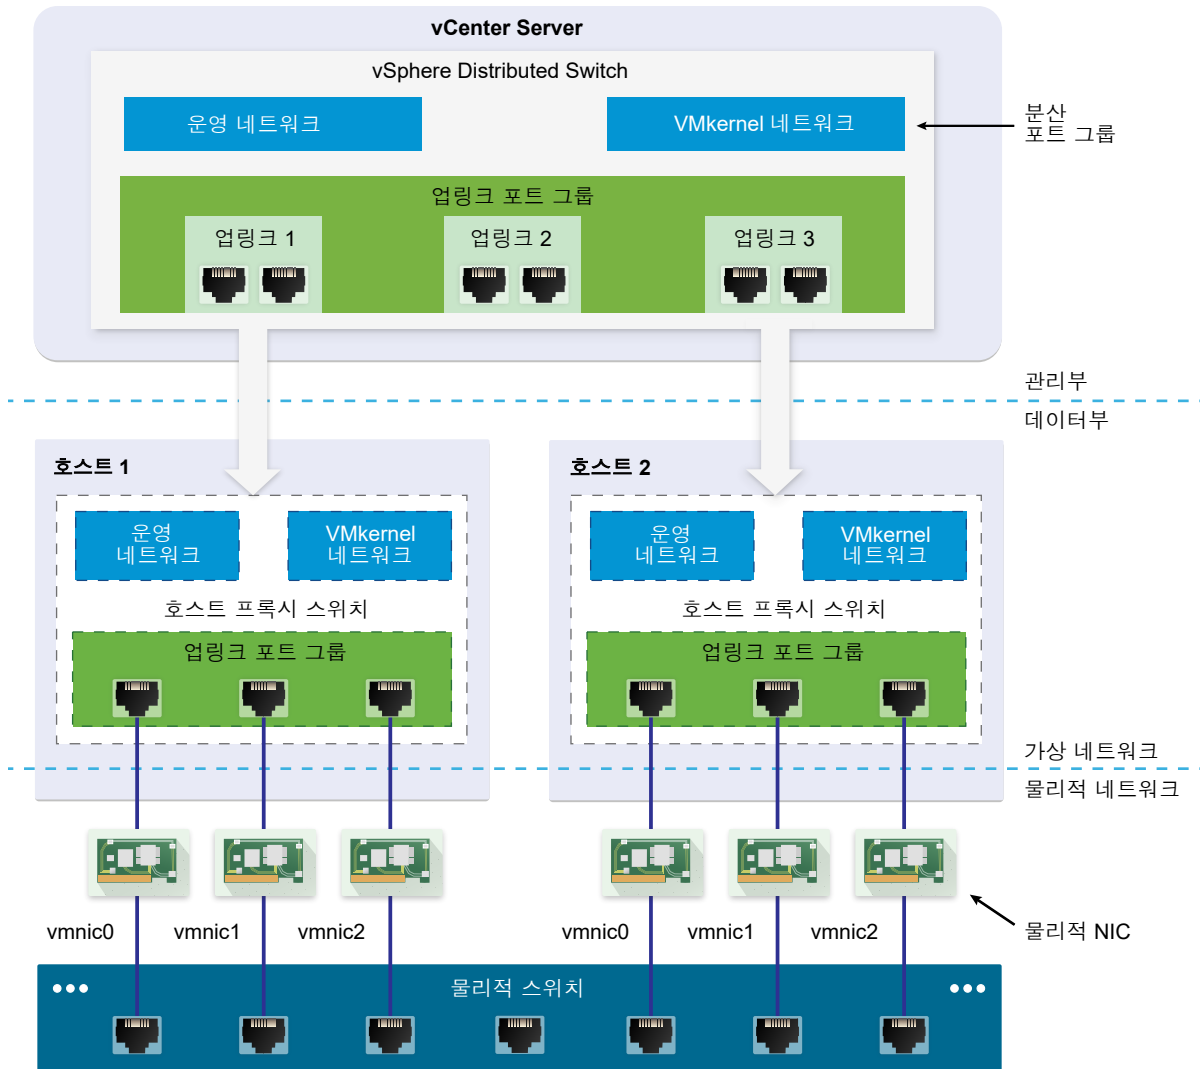 vCenter Server
vSphere Distributed Switch
운영 네트워크
VMkernel 네트워크
분산
포트 그룹
업링크 포트 그룹
업링크 1
업링크 2
업링크 3
관리부
데이터부
호스트 1
호스트 2
운영
네트워크
VMkernel
네트워크
운영
네트워크
VMkernel
네트워크
호스트 프록시 스위치
호스트 프록시 스위치
업링크 포트 그룹
업링크 포트 그룹
가상 네트워크
물리적 네트워크
vmnic0
vmnic1
vmnic2
vmnic0
vmnic1
vmnic2
물리적 NIC
물리적 스위치